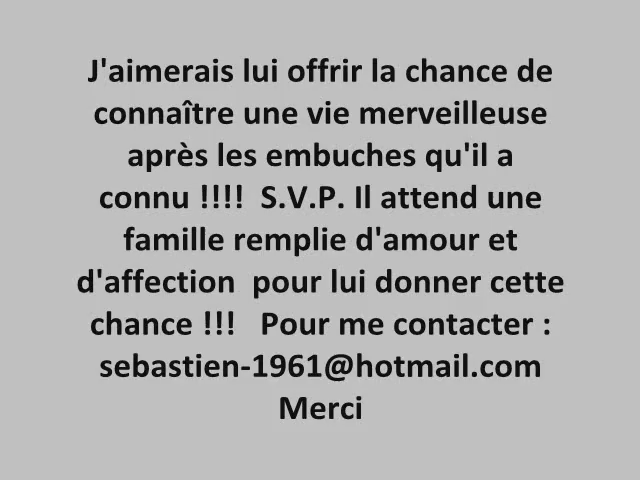 J'aimerais lui offrir la chance de
connaître une vie merveilleuse
après les embuches qu'il a
connu !!!!  S.V.P. Il attend une
famille remplie d'amour et
d'affection  pour lui donner cette
chance !!!   Pour me contacter :
sebastien-1961@hotmail.com
Merci